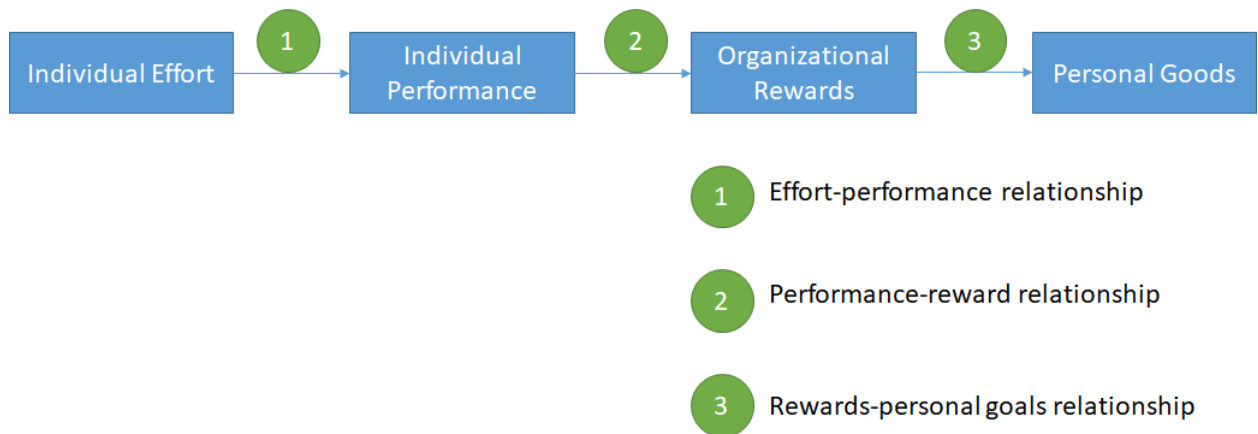 1
2
3
Individual Effort
Individual
Performance
Organizational
Rewards
Personal Goods
1
Effort-performance relationship
2
Performance-reward relationship
3
Rewards-personal goals relationship